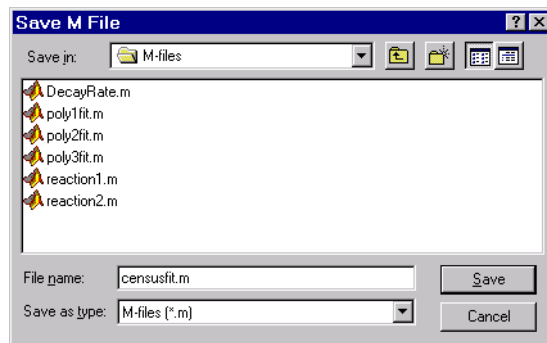 Save M File
Save in: M-files
DecayRate.m
poly1fit.m
poly2fit.m
poly3fit.m
reaction1.m
reaction2.m
File name: censusfit.m Save
Save as type: M-files (*.m) Cancel